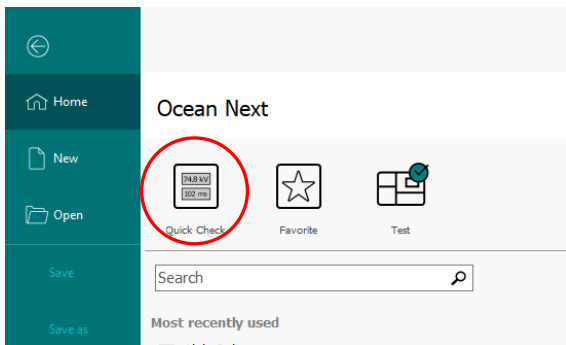 Home
Ocean Next
New
74.8 kV
102 ms
Open
Quick Check
Favorite
Test
Save
Search
Save as
Most recently used